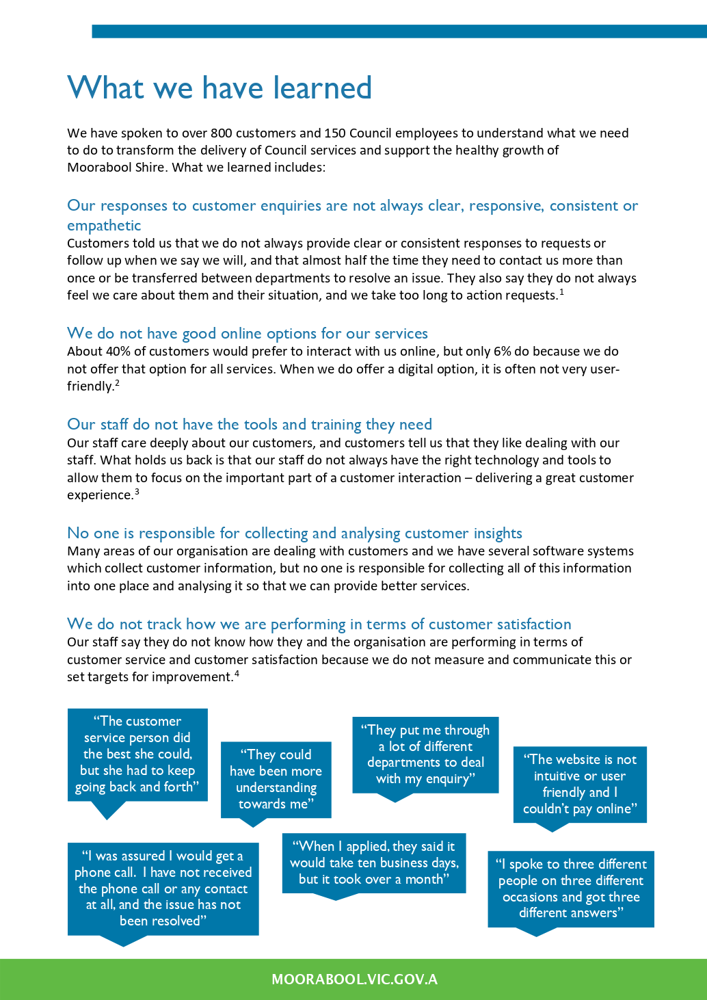 What we have learned
We have spoken to over 800 customers and 150 Council employees to understand what we need
to do to transform the delivery of Council services and support the healthy growth of
Moorabool Shire. What we learned includes:
Our responses to customer enquiries are not always clear, responsive, consistent or
empathetic
Customers told us that we do not always provide clear or consistent responses to requests or
follow up when we say we will, and that almost half the time they need to contact us more than
once or be transferred between departments to resolve an issue. They also say they do not always
feel we care about them and their situation, and we take too long to action requests.1
We do not have good online options for our services
About 40% of customers would prefer to interact with us online, but only 6% do because we do
not offer that option for all services. When we do offer a digital option, it is often not very user-
friendly.2
Our staff do not have the tools and training they need
Our staff care deeply about our customers, and customers tell us that they like dealing with our
staff. What holds us back is that our staff do not always have the right technology and tools to
allow them to focus on the important part of a customer interaction – delivering a great customer
experience.3
No one is responsible for collecting and analysing customer insights
Many areas of our organisation are dealing with customers and we have several software systems
which collect customer information, but no one is responsible for collecting all of this information
into one place and analysing it so that we can provide better services.
We do not track how we are performing in terms of customer satisfaction
Our staff say they do not know how they and the organisation are performing in terms of
customer service and customer satisfaction because we do not measure and communicate this or
set targets for improvement.4
“The customer
service person did
the best she could,
but she had to keep
going back and forth”
“They could
have been more
understanding
towards me”
“They put me through
a lot of different
departments to deal
with my enquiry”
“The website is not
intuitive or user
friendly and I
couldn’t pay online”
“I was assured I would get a
phone call.  I have not received
the phone call or any contact
at all, and the issue has not
been resolved”
“When I applied, they said it
would take ten business days,
but it took over a month”
“I spoke to three different
people on three different
occasions and got three
different answers”
MOORABOOL.VIC.GOV.A